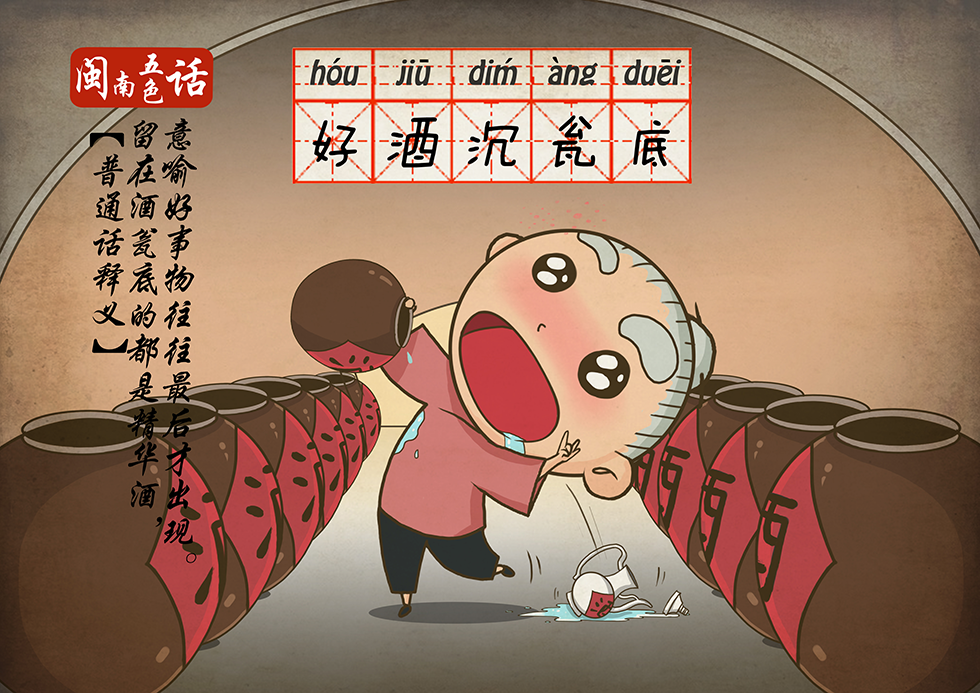 闽南五色话
hóu jiū diḿ àng duēi
好酒沉瓮底
【普通话释义】
留在酒瓮底的都是精华酒，
意喻好事物往往最后才出现。